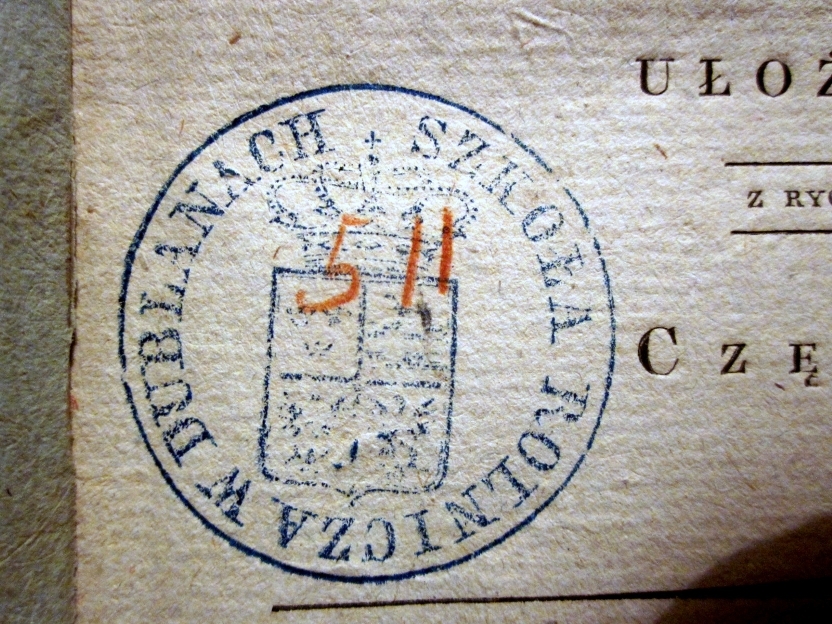 SZKOŁA ROLNICZA W DUBLANACH
511
UŁOŻ
Z RYC
CZĘ